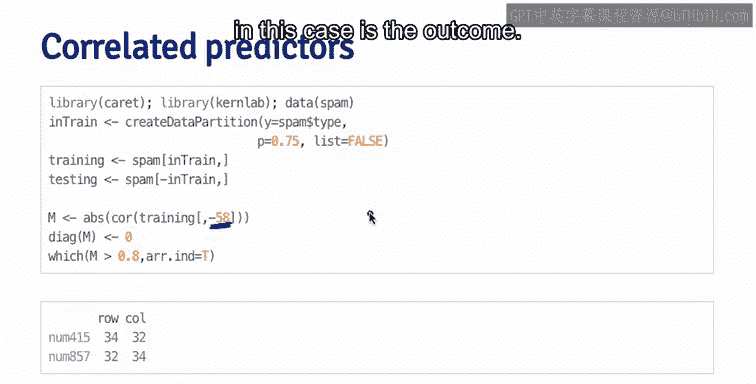 in this case is the outcome.
Correlated predictors
library(caret); library(kernlab); data(spam)
inTrain <- createDataPartition(y=spam$type,
p=0.75, list=FALSE)
training <- spam[inTrain,]
testing <- spam[-inTrain,]
M <- abs(cor(training[,-58]))
diag(M) <- 0
which(M > 0.8,arr.ind=T)
row col
num415 34 32
num857 32 34